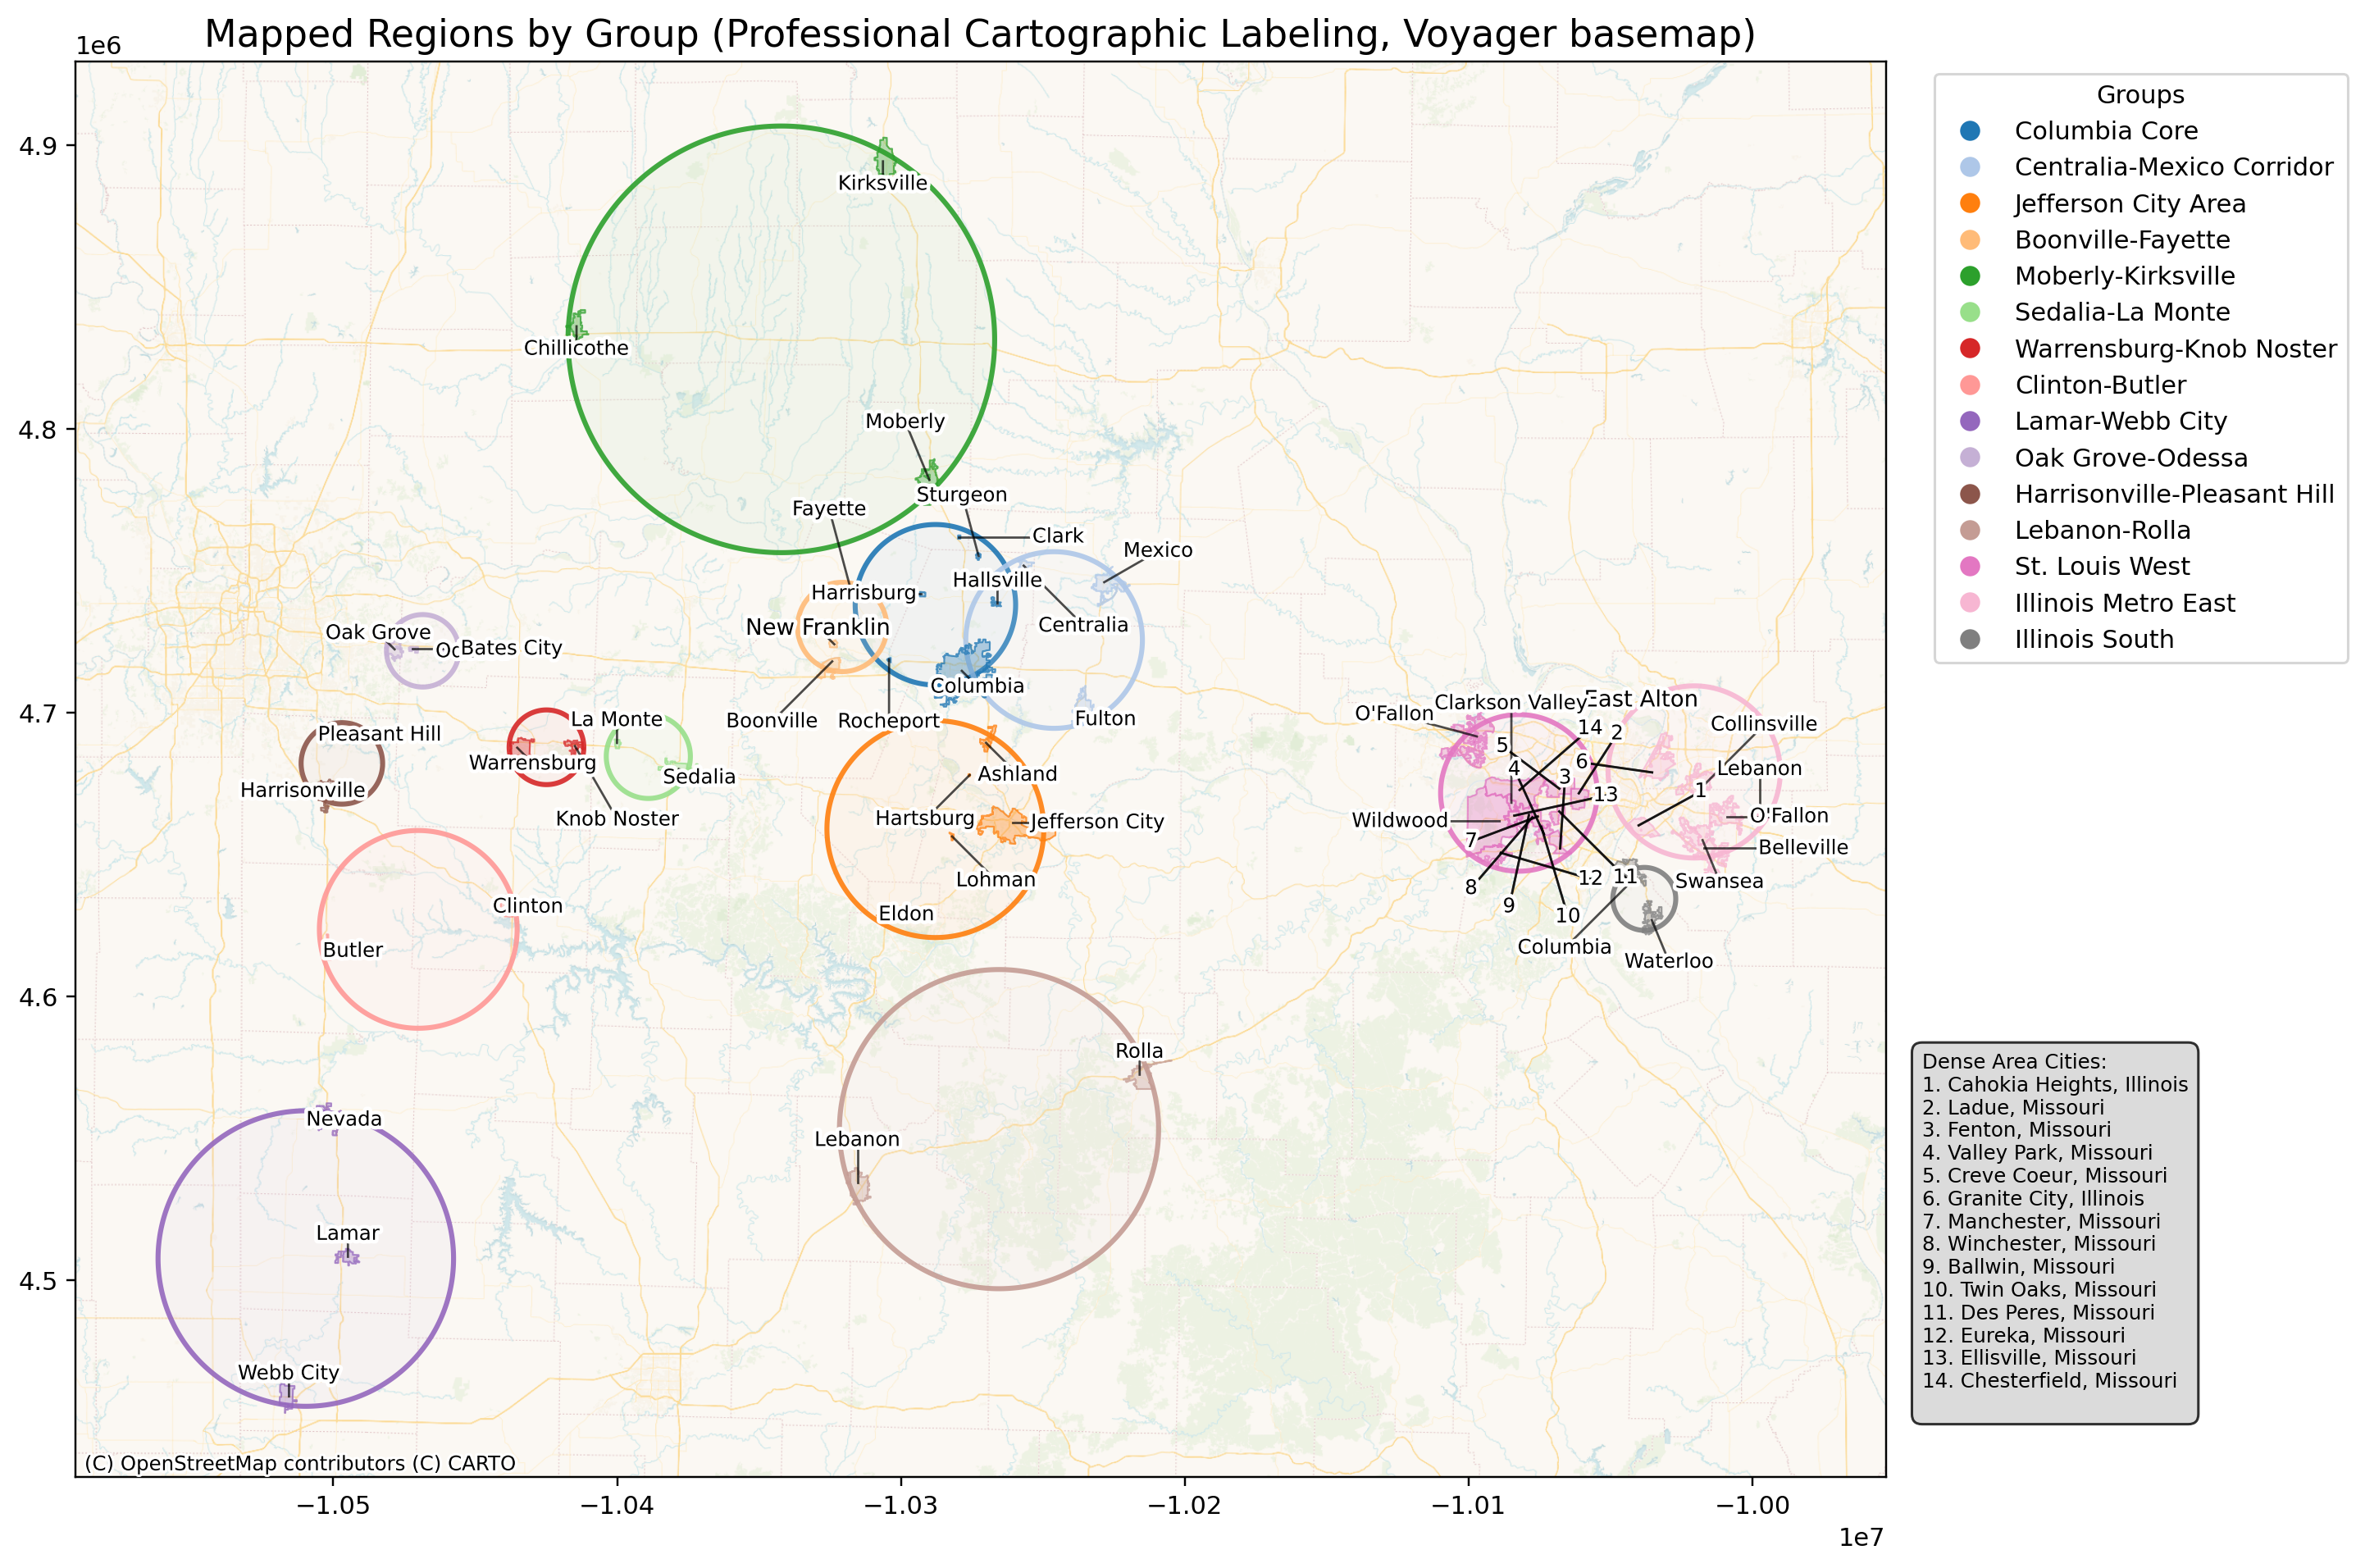 Mapped Regions by Group (Professional Cartographic Labeling, Voyager basemap)
1e6
4.9
4.8
4.7
4.6
4.5
−1.05
−1.04
−1.03
−1.02
−1.01
−1.00
1e7
Kirksville
Chillicothe
Moberly
Sturgeon
Fayette
Clark
Mexico
Hallsville
Harrisburg
Centralia
New Franklin
Oak Grove
Bates City
Columbia
Boonville
Rocheport
Fulton
La Monte
Pleasant Hill
Warrensburg
Sedalia
Harrisonville
Knob Noster
Ashland
Hartsburg
Jefferson City
Lohman
Eldon
Clinton
Butler
Clarkson Valley
East Alton
O'Fallon
Collinsville
14
2
5
6
4
3
Lebanon
1
13
Wildwood
O'Fallon
7
Belleville
8
12
11
Swansea
9
10
Columbia
Waterloo
Rolla
Lebanon
Nevada
Lamar
Webb City
(C) OpenStreetMap contributors (C) CARTO
Groups
Columbia Core
Centralia-Mexico Corridor
Jefferson City Area
Boonville-Fayette
Moberly-Kirksville
Sedalia-La Monte
Warrensburg-Knob Noster
Clinton-Butler
Lamar-Webb City
Oak Grove-Odessa
Harrisonville-Pleasant Hill
Lebanon-Rolla
St. Louis West
Illinois Metro East
Illinois South
Dense Area Cities:
1. Cahokia Heights, Illinois
2. Ladue, Missouri
3. Fenton, Missouri
4. Valley Park, Missouri
5. Creve Coeur, Missouri
6. Granite City, Illinois
7. Manchester, Missouri
8. Winchester, Missouri
9. Ballwin, Missouri
10. Twin Oaks, Missouri
11. Des Peres, Missouri
12. Eureka, Missouri
13. Ellisville, Missouri
14. Chesterfield, Missouri